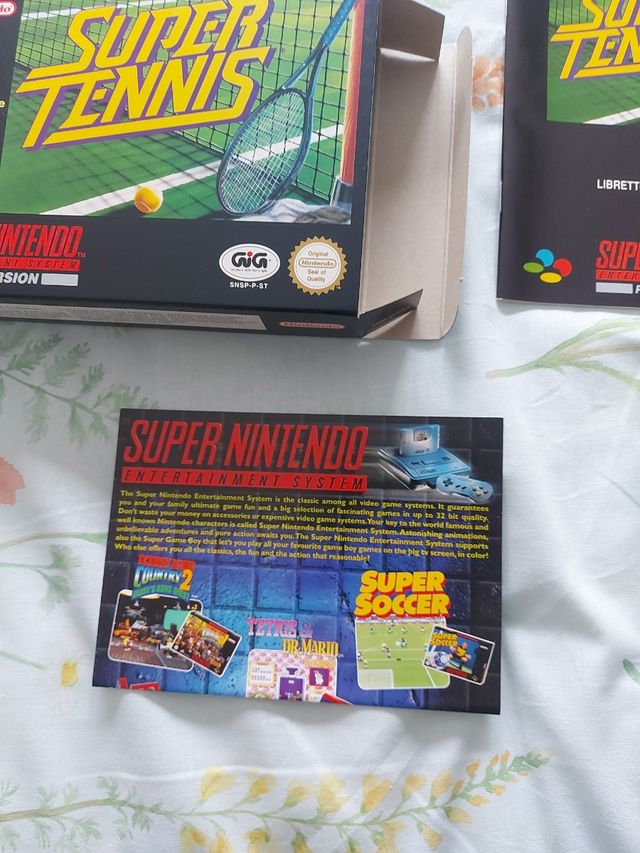 SUPER
TENNIS
NINTENDO
GiG
Original
Nintendo
Seal of
Quality
SNSP-P-ST
Nintendo
SUPER NINTENDO
ENTERTAINMENT SYSTEM
The Super Nintendo Entertainment System is the classic among all video game systems. It guarantees
you and your family ultimate game fun and a big selection of fascinating games in up to 32 bit quality.
Don't waste your money on accessories or expensive video game systems. Your key to the world famous and
well known Nintendo characters is called Super Nintendo Entertainment System. Astonishing animations,
unbelievable adventures and pure action awaits you. The Super Nintendo Entertainment System supports
also the Super Game Boy that let's you play all your favourite game boy games on the big tv screen, in color!
Who else offers you all the classics, the fun and the action that reasonable?
COUNTRY 2
TETRIS &
DR. MARIO
SUPER
SOCCER
SUPER
SOCCER